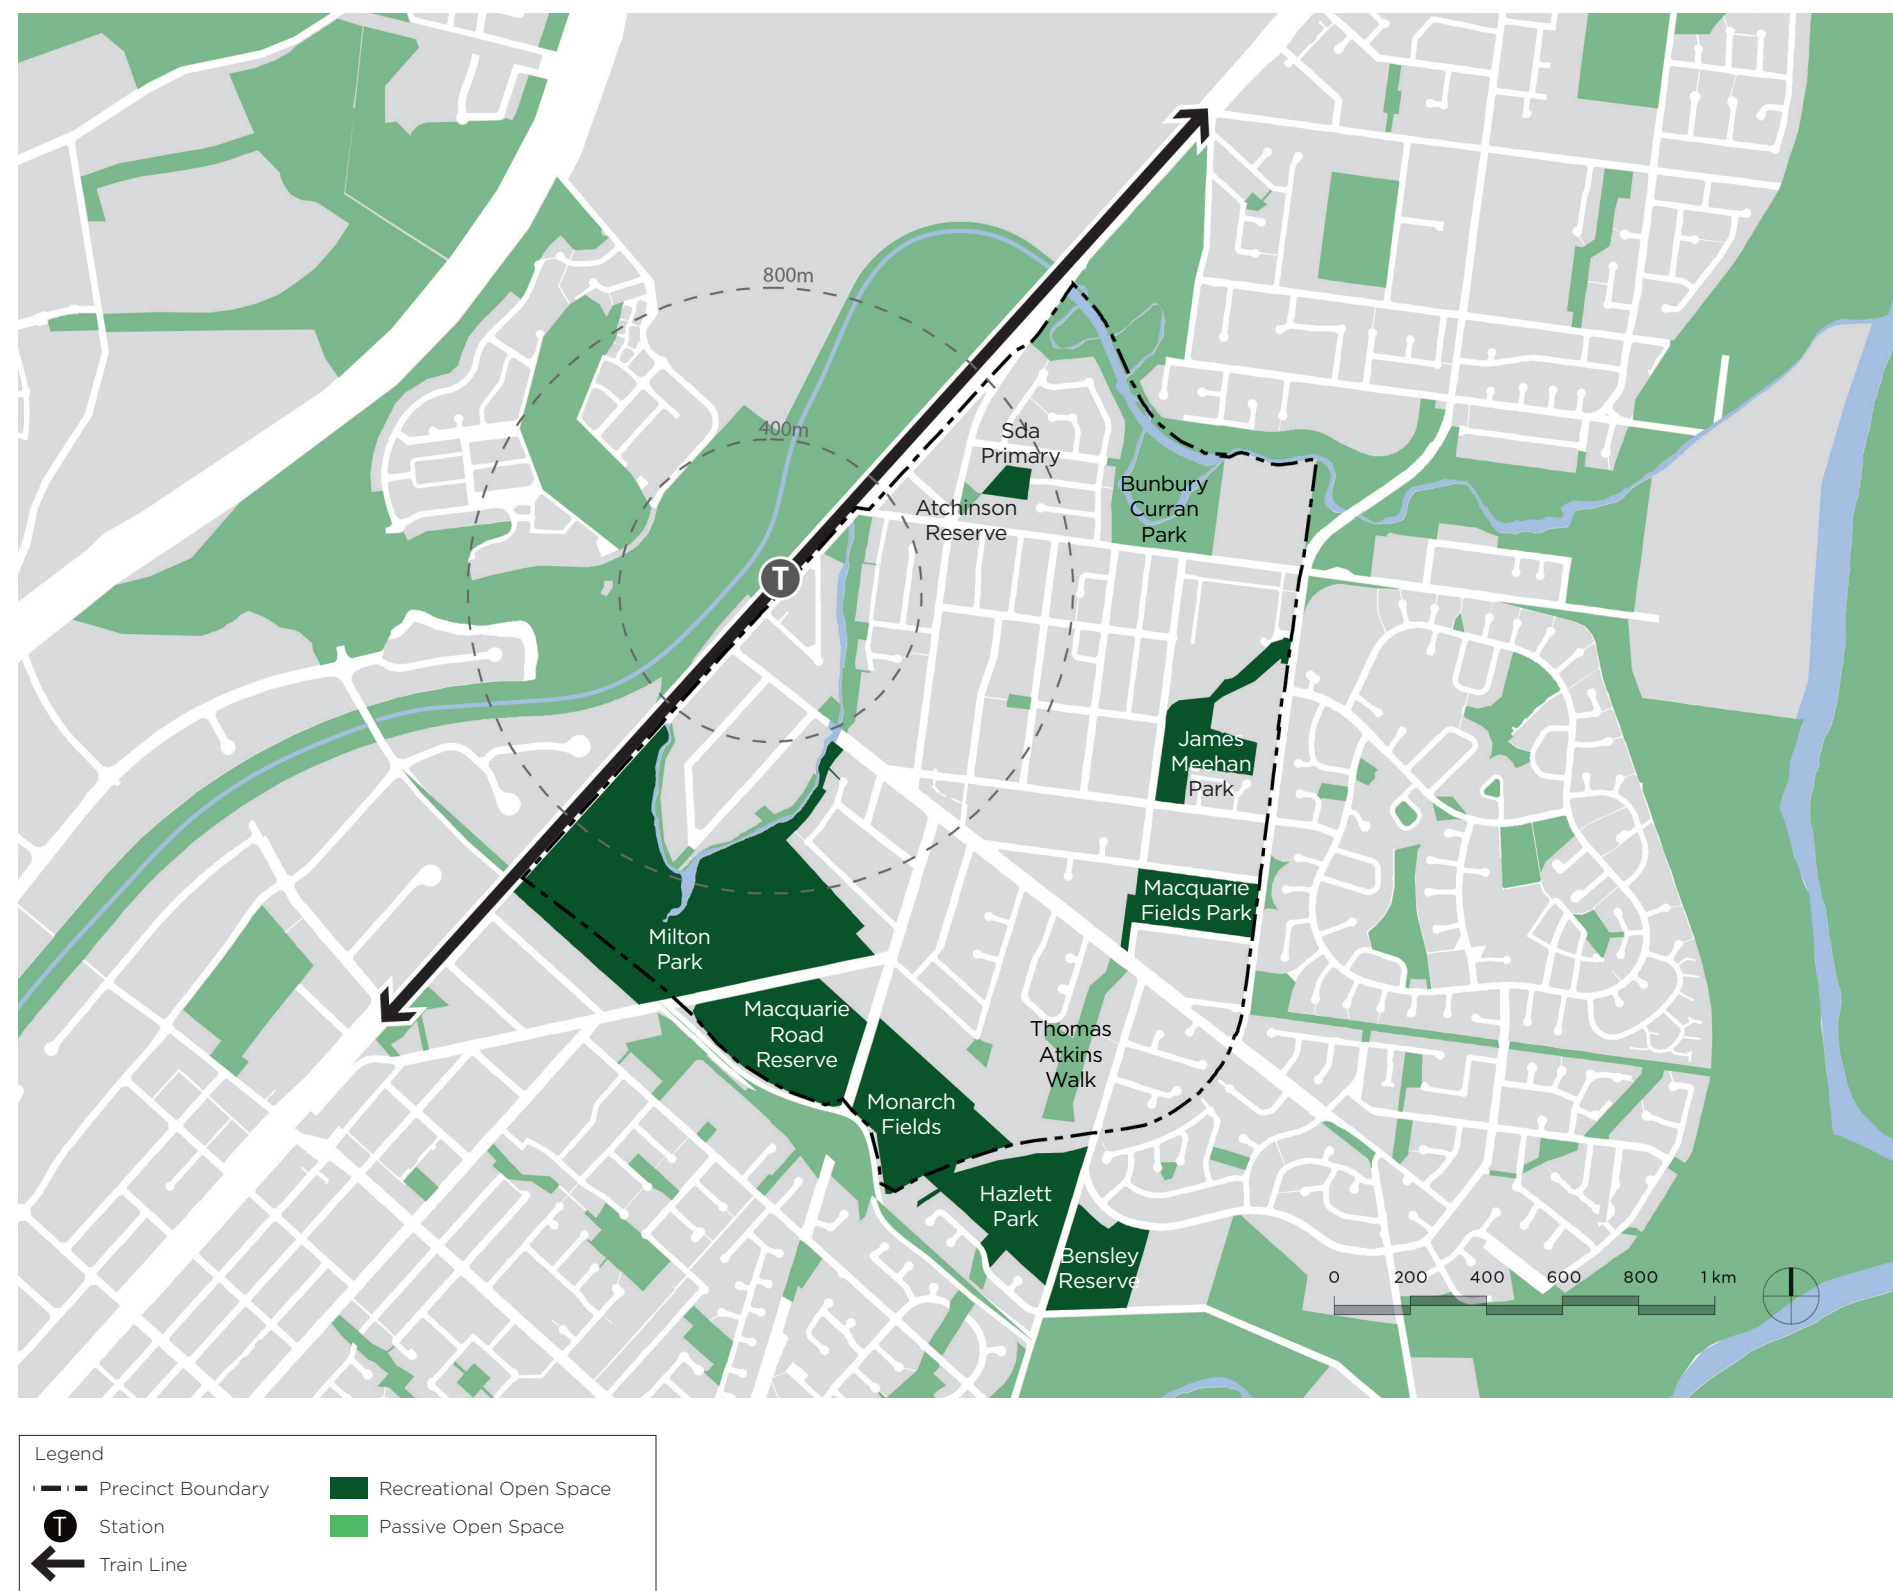 800m
400m
Sda
Primary
Atchinson
Reserve
Bunbury
Curran
Park
T
James
Meehan
Park
Macquarie
Fields Park
Milton
Park
Macquarie
Road
Reserve
Thomas
Atkins
Walk
Monarch
Fields
Hazlett
Park
Bensley
Reserve
0 200 400 600 800 1 km
Legend
Precinct Boundary
Recreational Open Space
T Station
Passive Open Space
Train Line